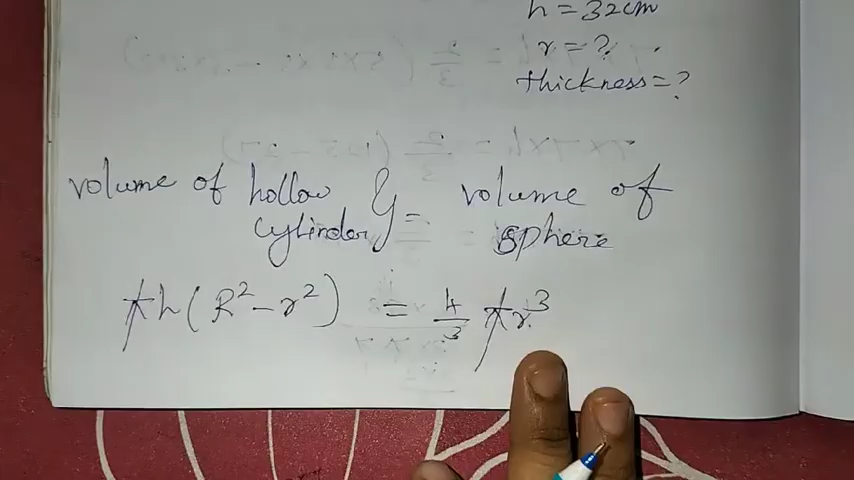 h = 32cm
r = ?
thickness = ?
volume of hollow cylinder } = volume of sphere
πh(R² - r²) = 4/3 πr³